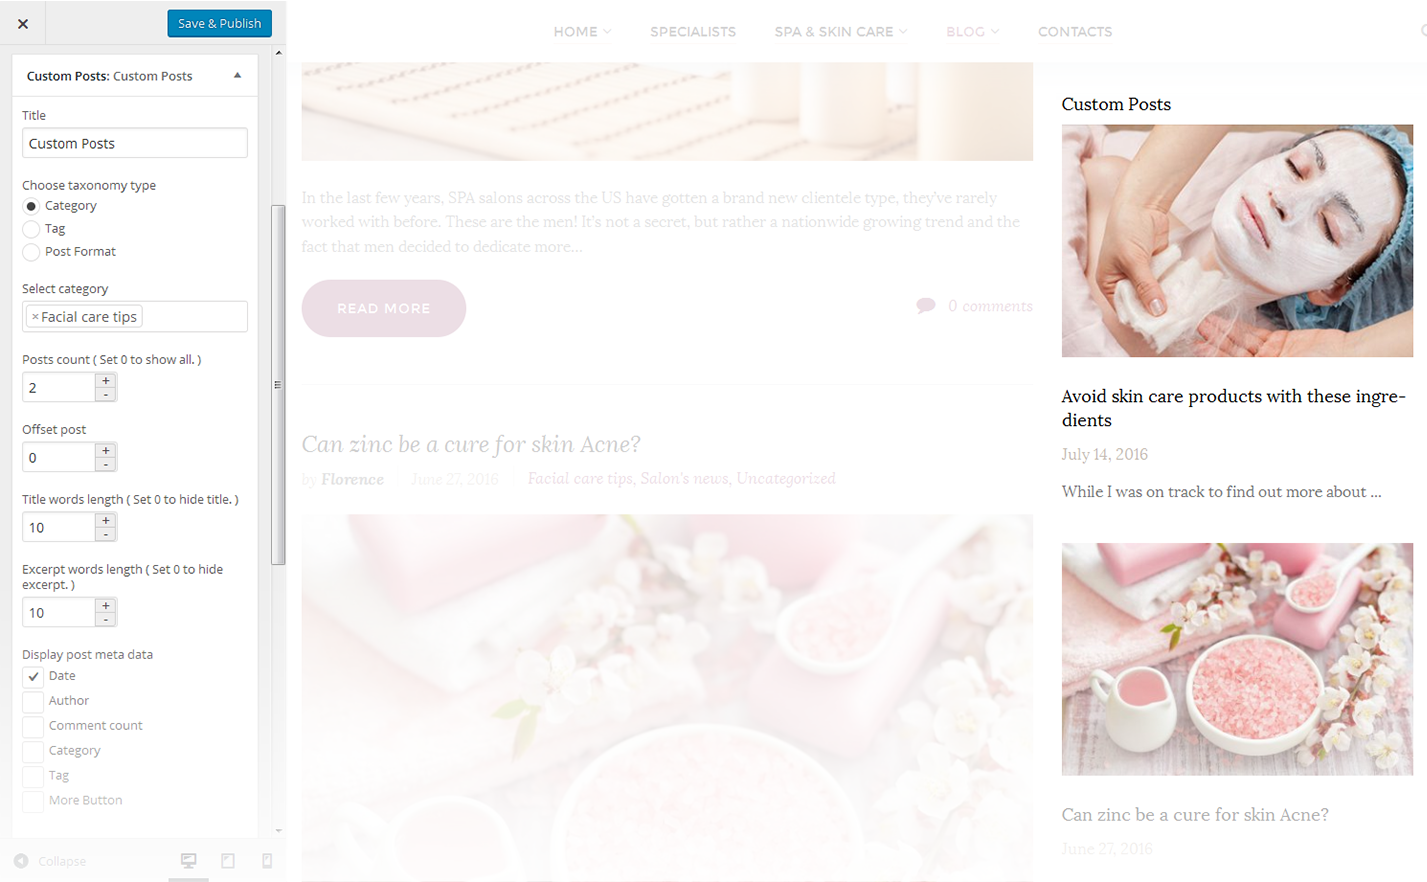 Save & Publish
Custom Posts: Custom Posts
Title
Custom Posts
Choose taxonomy type
Category
Tag
Post Format
Select category
×Facial care tips
Posts count ( Set 0 to show all. )
2
+
-
Offset post
0
+
-
Title words length ( Set 0 to hide title. )
10
+
-
Excerpt words length ( Set 0 to hide
excerpt. )
10
+
-
Display post meta data
Date
Author
Comment count
Category
Tag
More Button
Collapse
HOME SPECIALISTS SPA & SKIN CARE BLOG CONTACTS
In the last few years, SPA salons across the US have gotten a brand new clientele type, they've rarely
worked with before. These are the men! It's not a secret, but rather a nationwide growing trend and the
fact that men decided to dedicate more...
READ MORE
0 comments
Can zinc be a cure for skin Acne?
by Florence June 27, 2016 Facial care tips, Salon's news, Uncategorized
Custom Posts
Avoid skin care products with these ingre-
dients
July 14, 2016
While I was on track to find out more about ...
Can zinc be a cure for skin Acne?
June 27, 2016